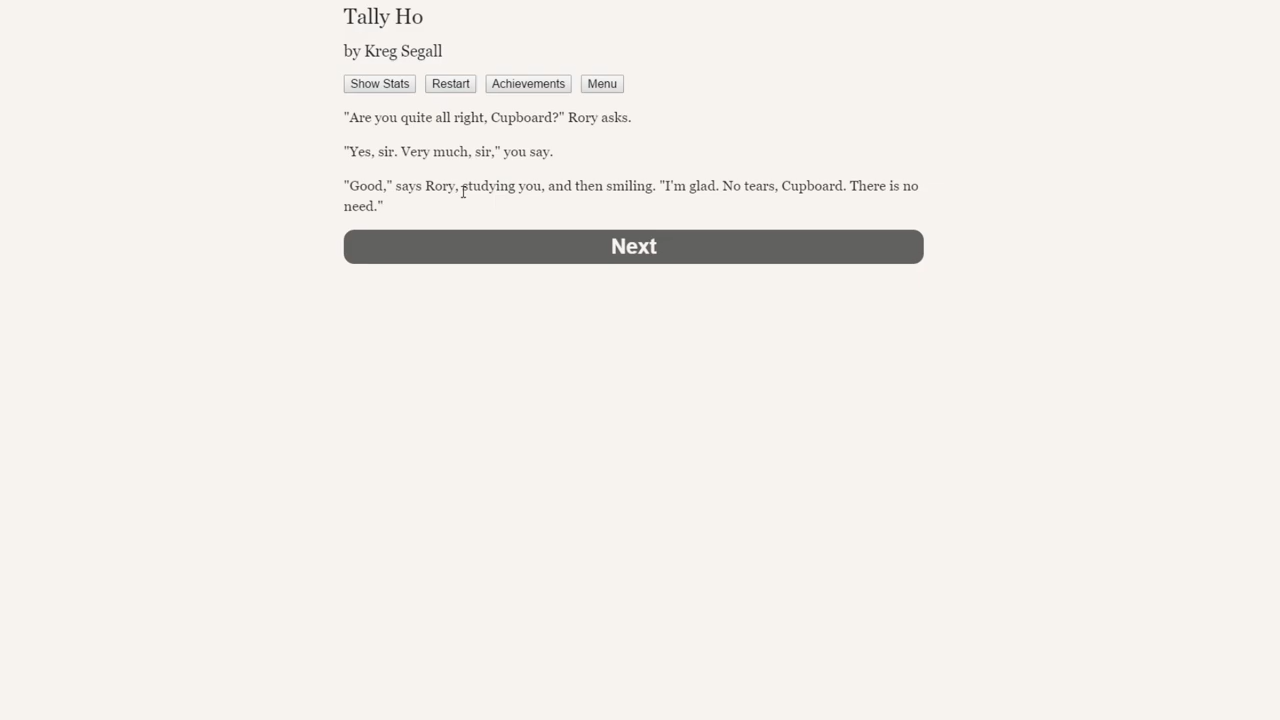 Tally Ho
by Kreg Segall
Show Stats Restart Achievements Menu
"Are you quite all right, Cupboard?" Rory asks.
"Yes, sir. Very much, sir," you say.
"Good," says Rory, studying you, and then smiling. "I'm glad. No tears, Cupboard. There is no
need."
Next